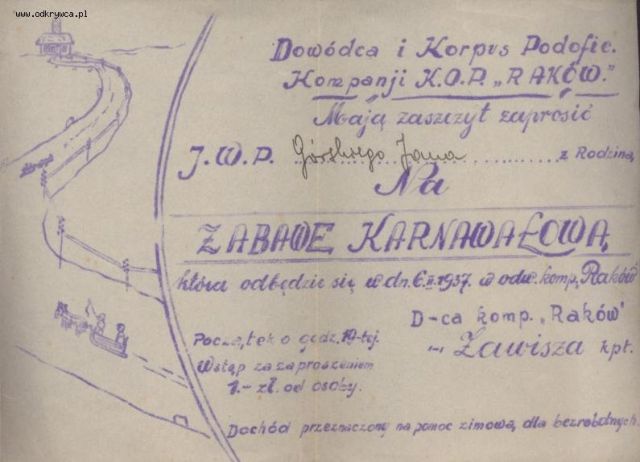 www.odkrywca.pl
Dowódca i Korpus Podofic.
Kompanji K.O.P. „RAKÓW."
Mają zaszczyt zaprosić
J.W.P. Górskiego Jana z Rodziną,
Na
ZABAWĘ KARNAWAŁOWĄ,
która odbędzie się w dn. 6.II.1937. w odw. komp. „Raków"
D-ca komp. „Raków"
Początek o godz. 19-tej.
Wstęp za zaproszeniem
1.- zł. od osoby.
Zawisza kpt.
Dochód przeznaczony na pomoc zimową, dla bezrobotnych.